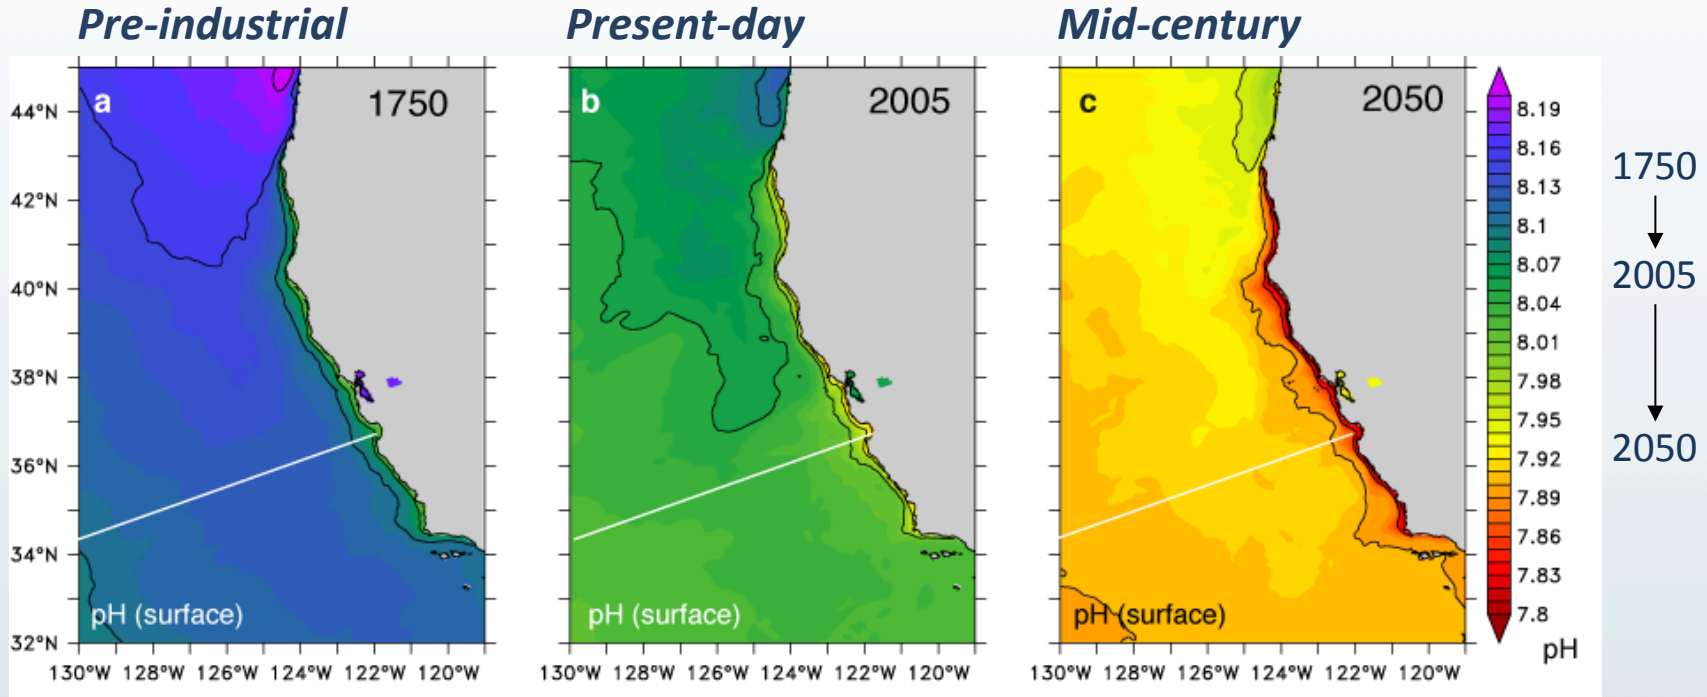 Pre-industrial
Present-day
Mid-century
a
1750
b
2005
c
2050
44°N
42°N
40°N
38°N
36°N
34°N
32°N
pH (surface)
pH (surface)
pH (surface)
130°W 128°W 126°W 124°W 122°W 120°W
130°W 128°W 126°W 124°W 122°W 120°W
130°W 128°W 126°W 124°W 122°W 120°W
8.19
8.16
8.13
8.1
8.07
8.04
8.01
7.98
7.95
7.92
7.89
7.86
7.83
7.8
pH
1750
2005
2050